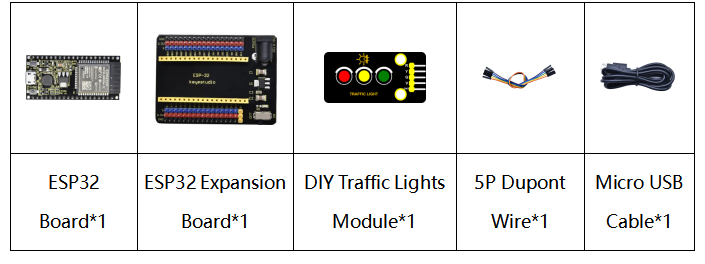 ESP-32
keyestudio
TRAFFIC LIGHT
ESP32
Board*1
ESP32 Expansion
Board*1
DIY Traffic Lights
Module*1
5P Dupont
Wire*1
Micro USB
Cable*1